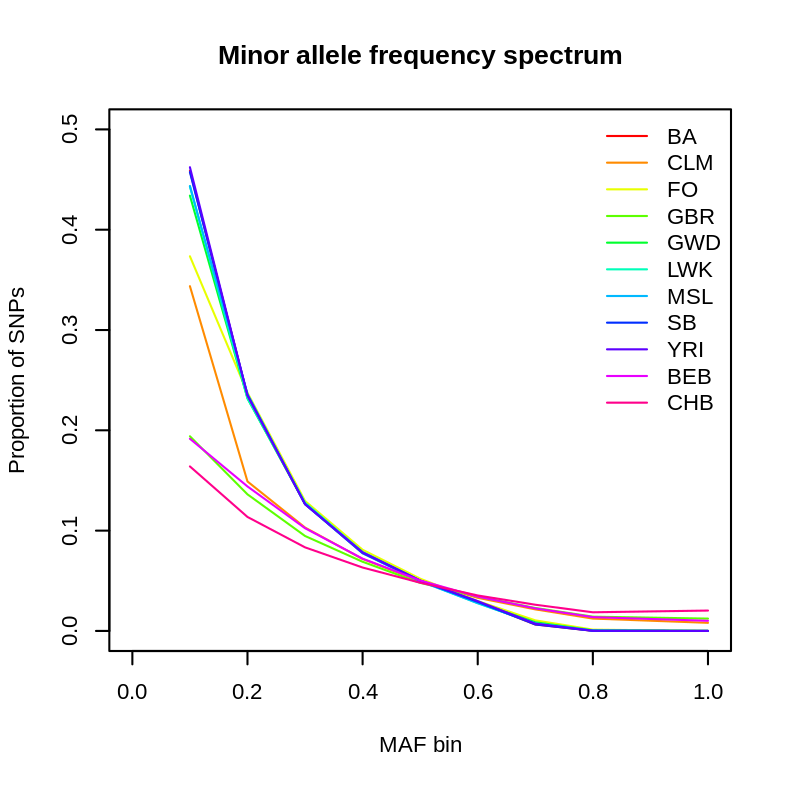 Minor allele frequency spectrum
Proportion of SNPs
0.5
0.4
0.3
0.2
0.1
0.0
BA
CLM
FO
GBR
GWD
LWK
MSL
SB
YRI
BEB
CHB
0.0 0.2 0.4 0.6 0.8 1.0
MAF bin